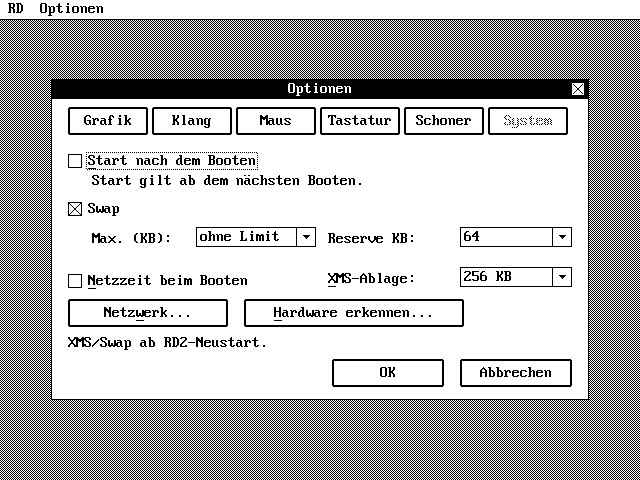 RD Optionen
Optionen
Grafik Klang Maus Tastatur Schoner System
Start nach dem Booten
Start gilt ab dem nächsten Booten.
Swap
Max. (KB): ohne Limit Reserve KB: 64
Netzzeit beim Booten XMS-Ablage: 256 KB
Netzwerk... Hardware erkennen...
XMS/Swap ab RD2-Neustart.
OK Abbrechen